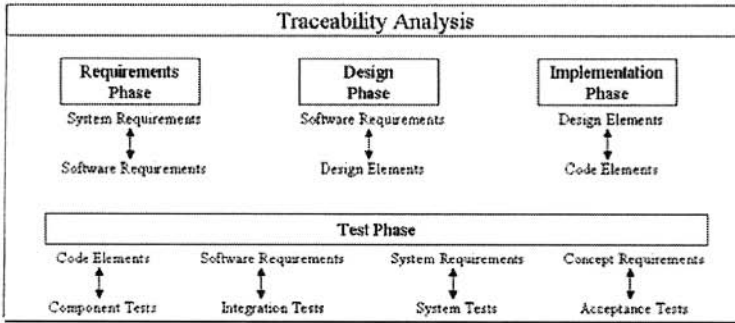 Traceability Analysis
Requirements
Phase
Design
Phase
Implementation
Phase
System Requirements
Software Requirements
Design Elements
Software Requirements
Design Elements
Code Elements
Test Phase
Code Elements
Software Requirements
System Requirements
Concept Requirements
Component Tests
Integration Tests
System Tests
Acceptance Tests